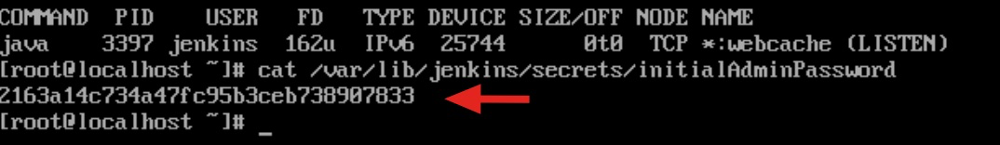 COMMAND PID USER FD TYPE DEVICE SIZE/OFF NODE NAME
java 3397 jenkins 162u IPv6 25744 0t0 TCP *:webcache (LISTEN)
[root@localhost ~]# cat /var/lib/jenkins/secrets/initialAdminPassword
2163a14c734a47fc95b3ceb738907833
[root@localhost ~]# _